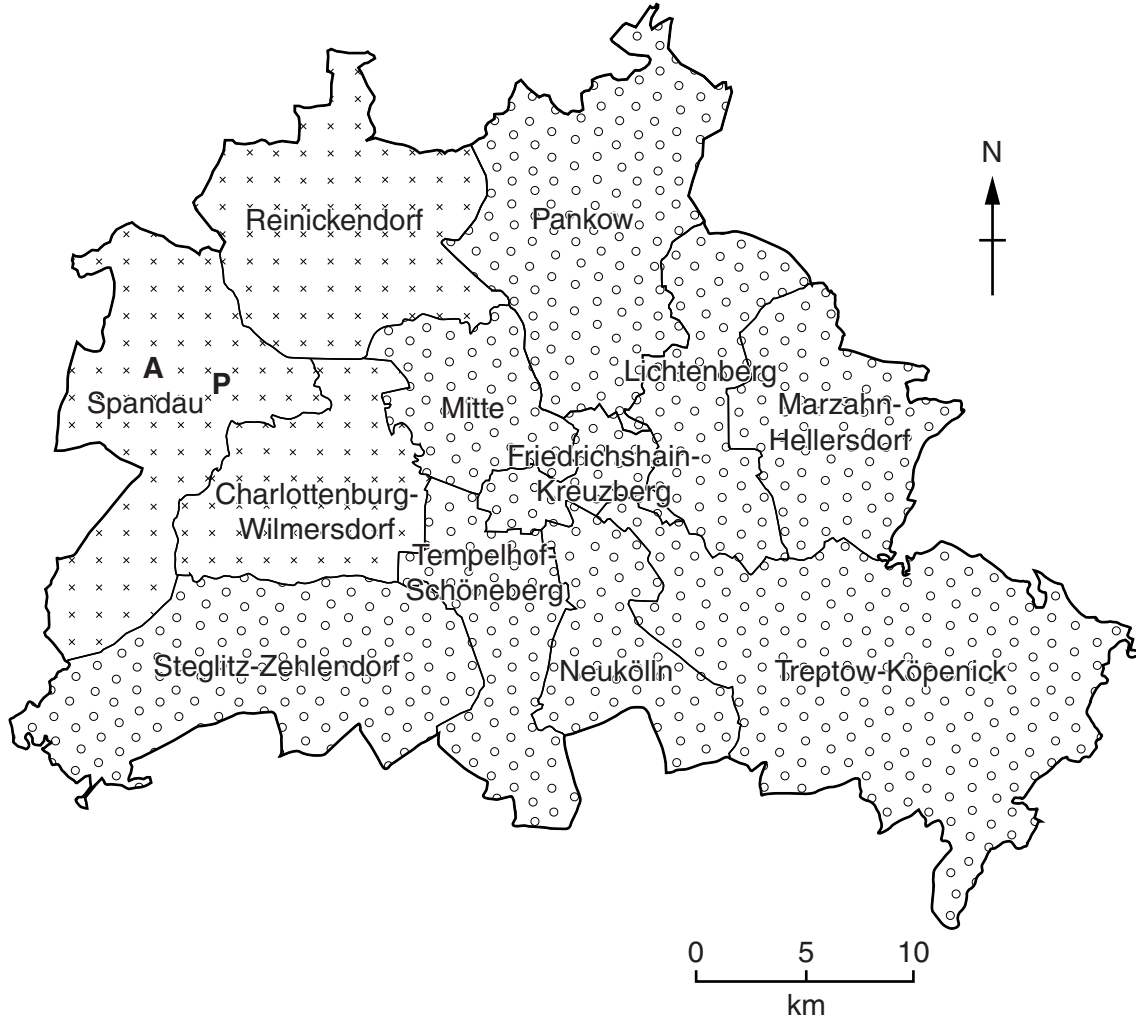 N
Reinickendorf
Pankow
A
P
Spandau
Lichtenberg
Mitte
Marzahn-
Hellersdorf
Friedrichshain-
Kreuzberg
Charlottenburg-
Wilmersdorf
Tempelhof-
Schöneberg
Steglitz-Zehlendorf
Neukölln
Treptow-Köpenick
0 5 10
km